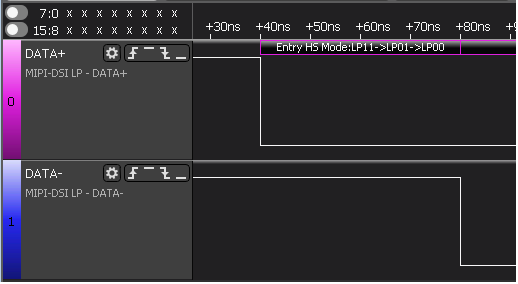 7:0 x x x x x x x x
15:8 x x x x x x x x
+30ns +40ns +50ns +60ns +70ns +80ns
Entry HS Mode:LP11->LP01->LP00
0
DATA+
MIPI-DSI LP - DATA+
1
DATA-
MIPI-DSI LP - DATA-